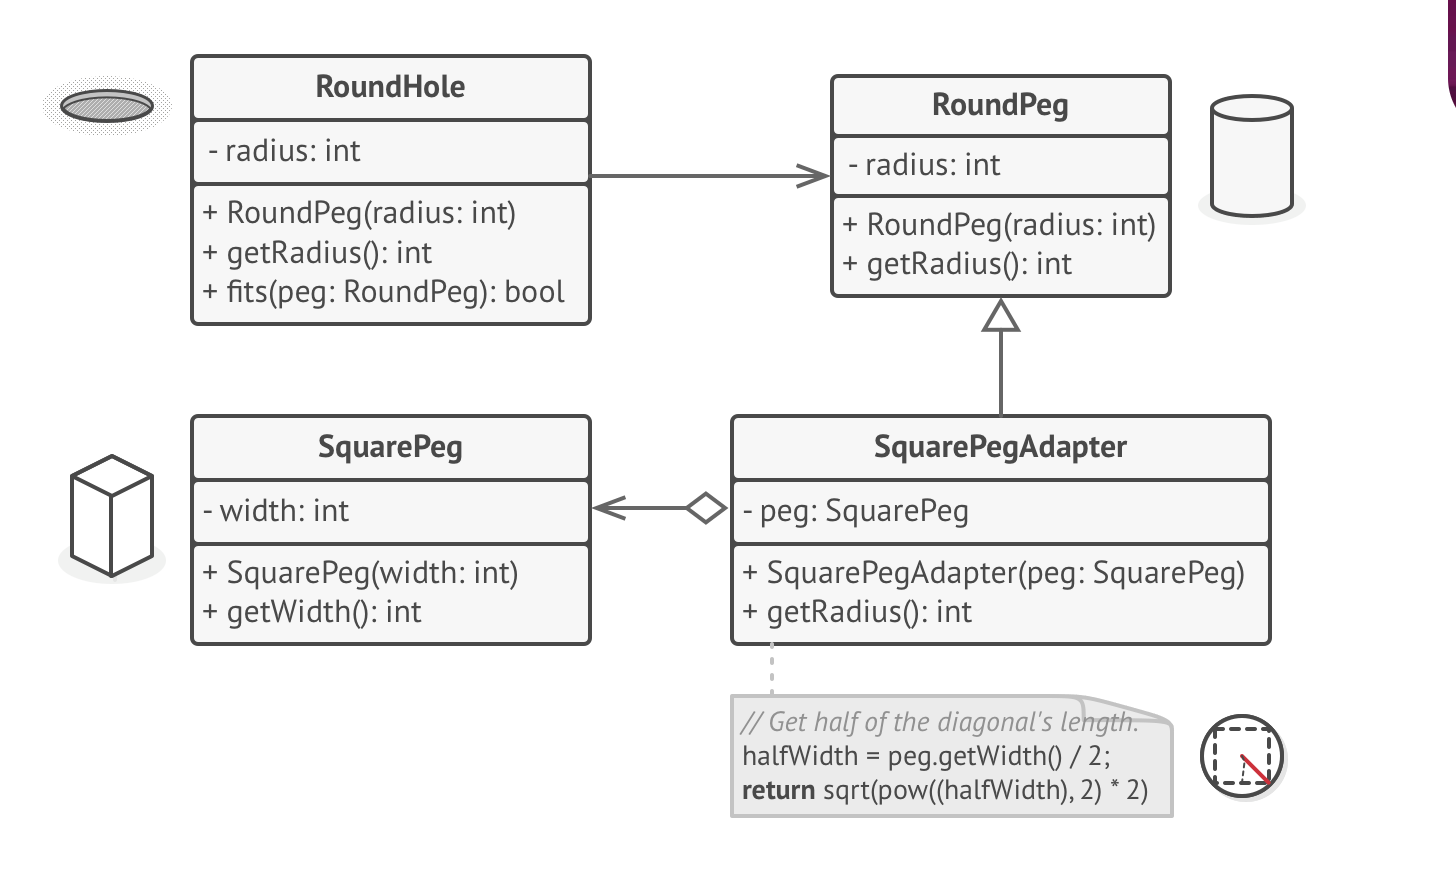 RoundHole
- radius: int
+ RoundPeg(radius: int)
+ getRadius(): int
+ fits(peg: RoundPeg): bool
RoundPeg
- radius: int
+ RoundPeg(radius: int)
+ getRadius(): int
SquarePeg
- width: int
+ SquarePeg(width: int)
+ getWidth(): int
SquarePegAdapter
- peg: SquarePeg
+ SquarePegAdapter(peg: SquarePeg)
+ getRadius(): int
// Get half of the diagonal's length.
halfWidth = peg.getWidth() / 2;
return sqrt(pow((halfWidth), 2) * 2)